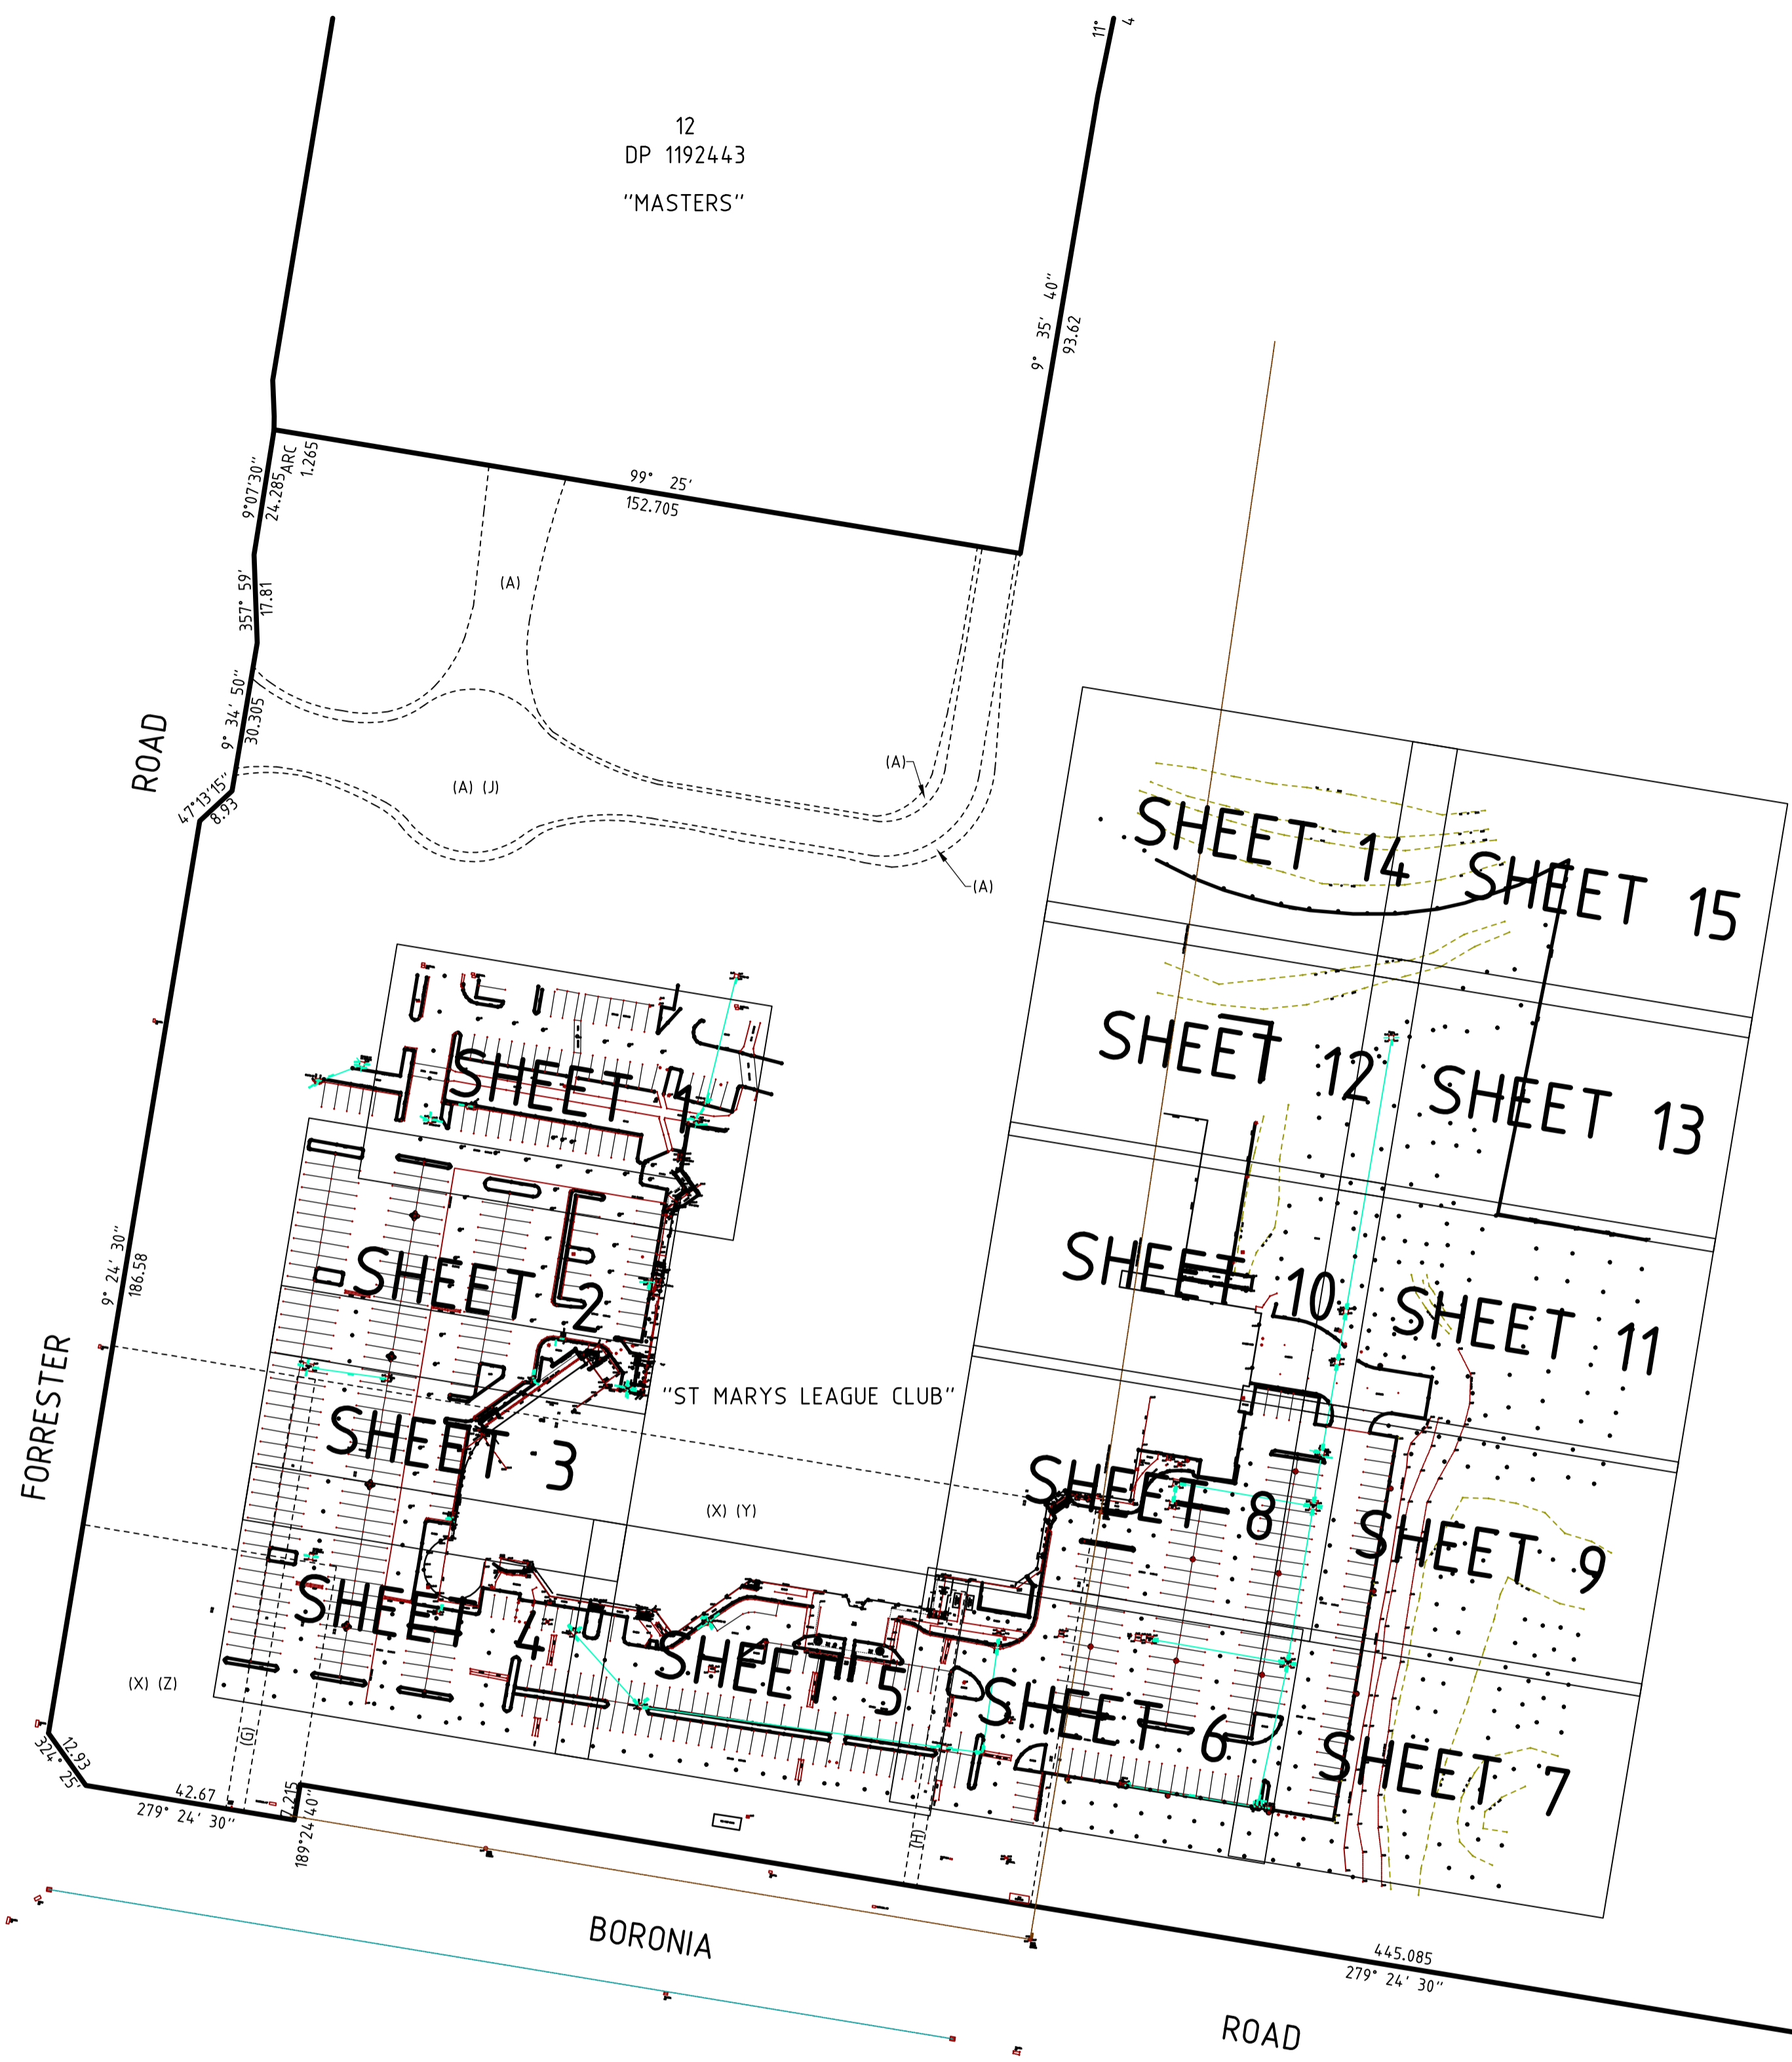 11°
4
12
DP 1192443
"MASTERS"
9° 35' 40"
93.62
ARC
1.265
9°07'30"
24.285
99° 25'
152.705
357° 59'
17.81
(A)
9° 34' 50"
30.305
ROAD
47°13'15"
8.93
(A) (J)
(A)
(A)
SHEET 14
SHEET 15
SHEET 12
SHEET 13
SHEET 1
SHEET 10
SHEET 11
SHEET 2
9° 24' 30"
186.58
FORRESTER
"ST MARYS LEAGUE CLUB"
SHEET 3
(X) (Y)
SHEET 8
SHEET 9
SHEET 4
SHEET 5
SHEET 6
SHEET 7
(X) (Z)
(G)
12.93
324° 25'
42.67
279° 24' 30"
7.215
189°24'40"
(H)
BORONIA
445.085
279° 24' 30"
ROAD